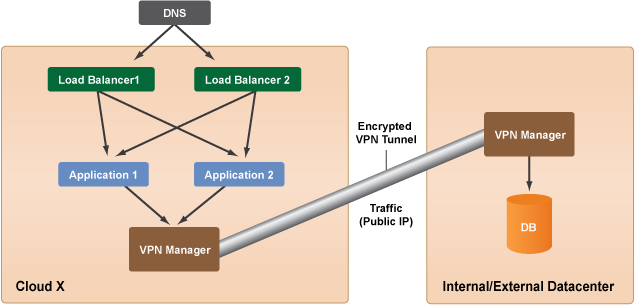 DNS
Load Balancer1
Load Balancer 2
Application 1
Application 2
VPN Manager
Cloud X
Encrypted
VPN Tunnel
Traffic
(Public IP)
VPN Manager
DB
Internal/External Datacenter